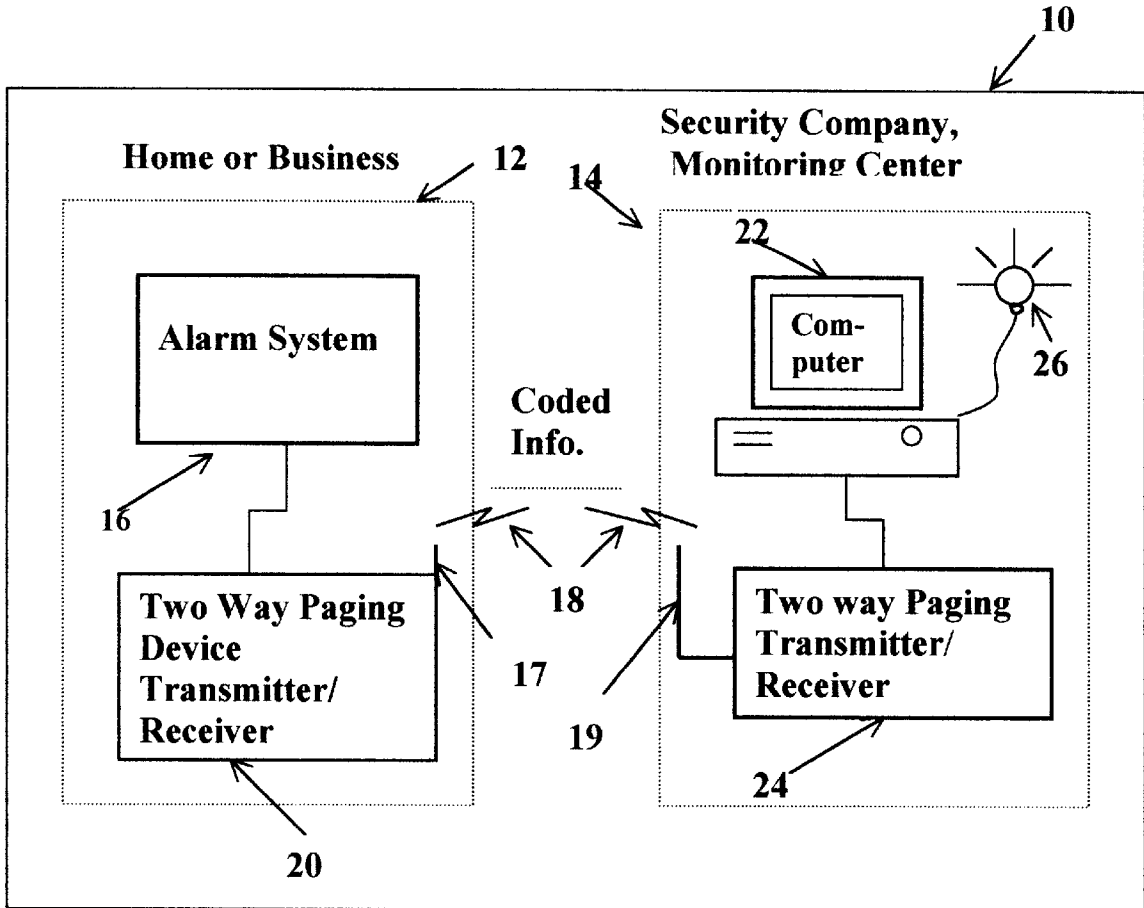 10
Security Company,
Monitoring Center
Home or Business
12
14
22
Alarm System
Com-
puter
26
Coded
Info.
16
18
Two Way Paging
Device
Transmitter/
Receiver
17
19
Two way Paging
Transmitter/
Receiver
24
20